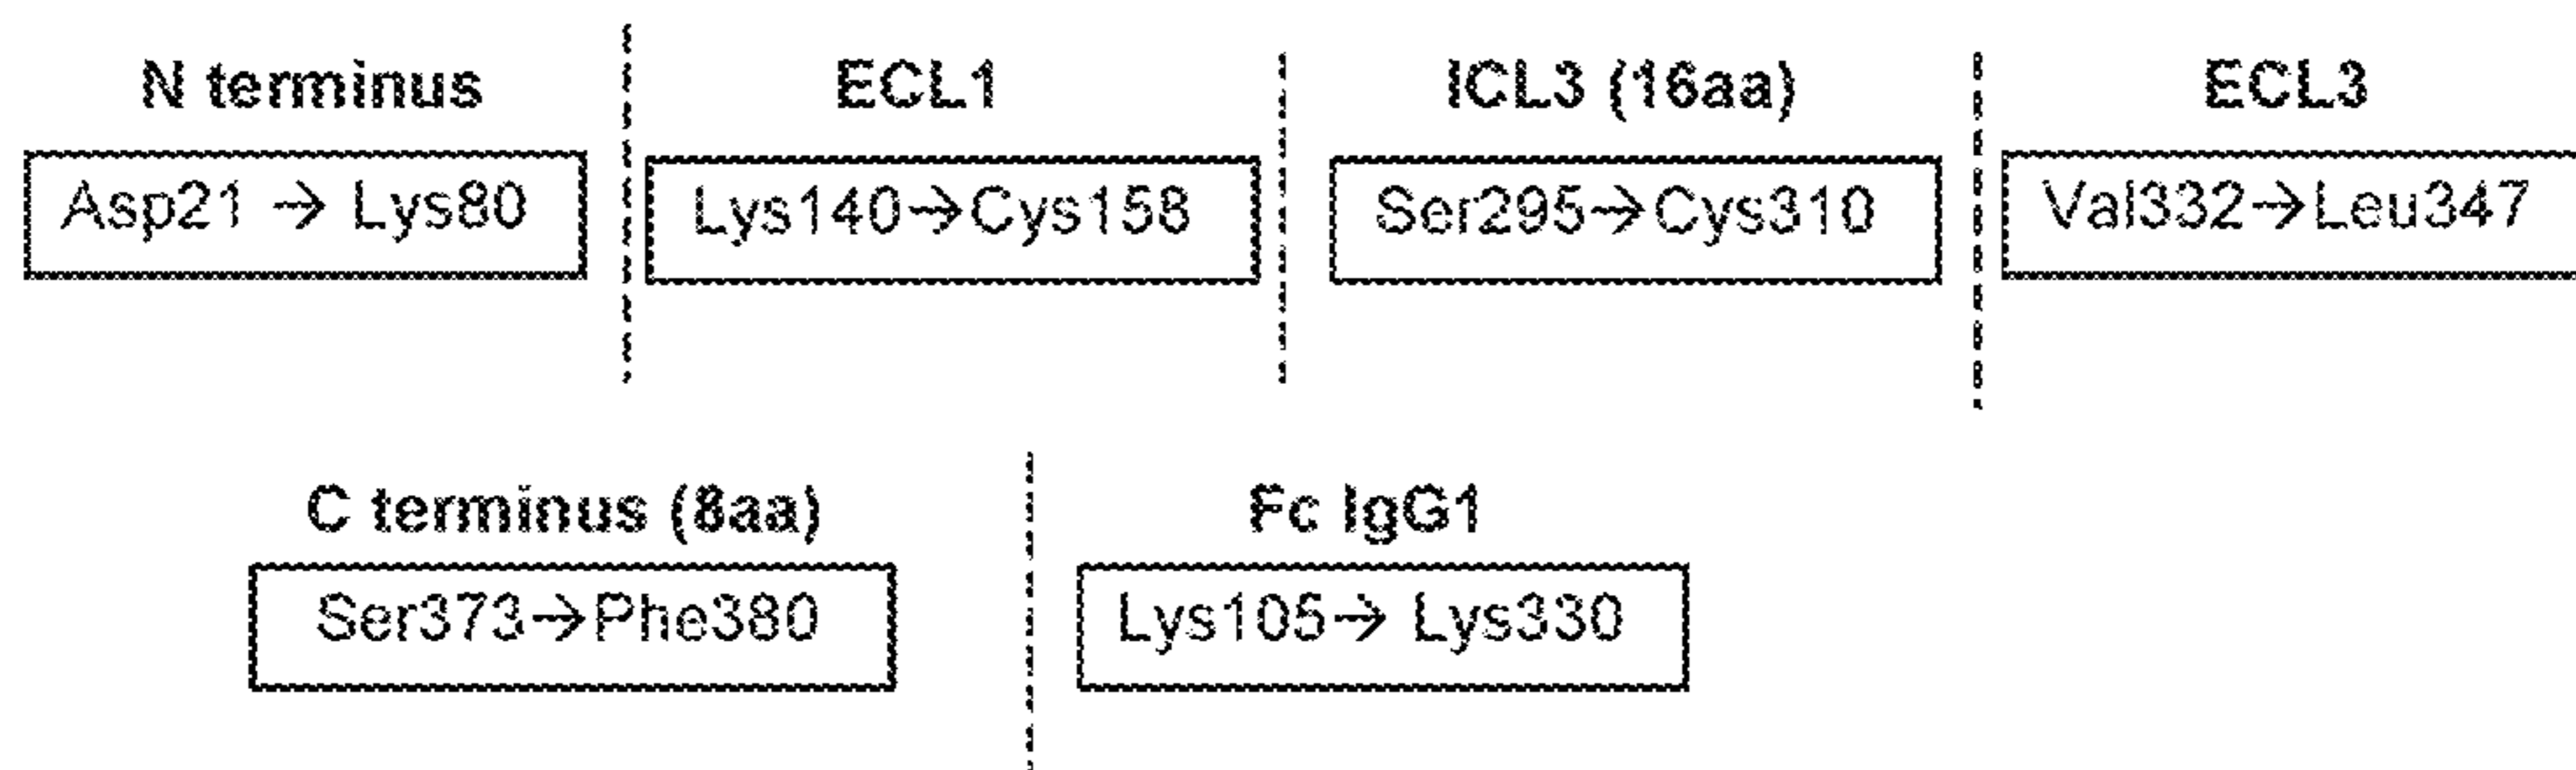 N terminus
ECL1
ICL3 (16aa)
ECL3
Asp21 → Lys80
Lys140→Cys158
Ser295→Cys310
Val332→Leu347
C terminus (8aa)
Fc IgG1
Ser373→Phe380
Lys105→ Lys330